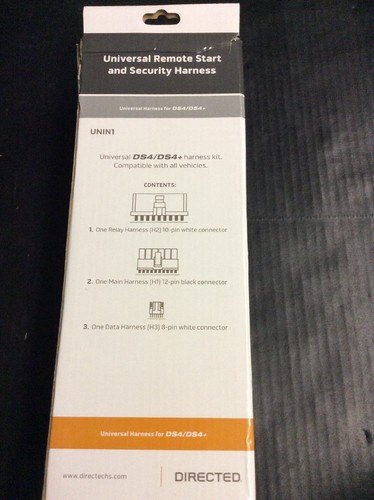 Universal Remote Start
and Security Harness
Universal Harness for DS4/DS4+
UNIN1
Universal DS4/DS4+ harness kit.
Compatible with all vehicles.
CONTENTS:
1. One Relay Harness (H2) 10-pin white connector
2. One Main Harness (H1) 12-pin black connector
3. One Data Harness (H3) 8-pin white connector
Universal Harness for DS4/DS4+
www.directechs.com
DIRECTED